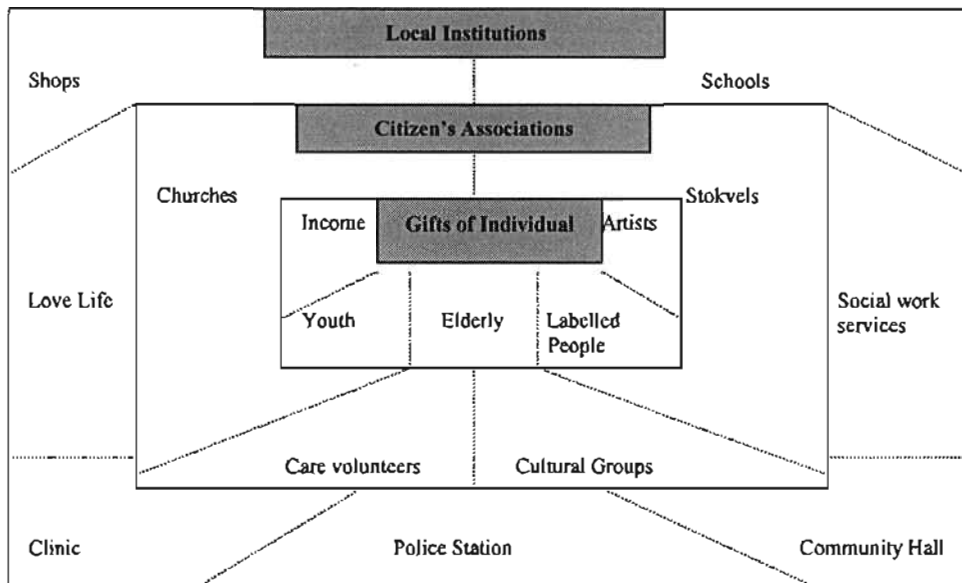 Local Institutions
Shops
Schools
Citizen's Associations
Churches
Stokvels
Income
Gifts of Individual
Artists
Love Life
Youth
Elderly
Labelled
People
Social work
services
Care volunteers
Cultural Groups
Clinic
Police Station
Community Hall